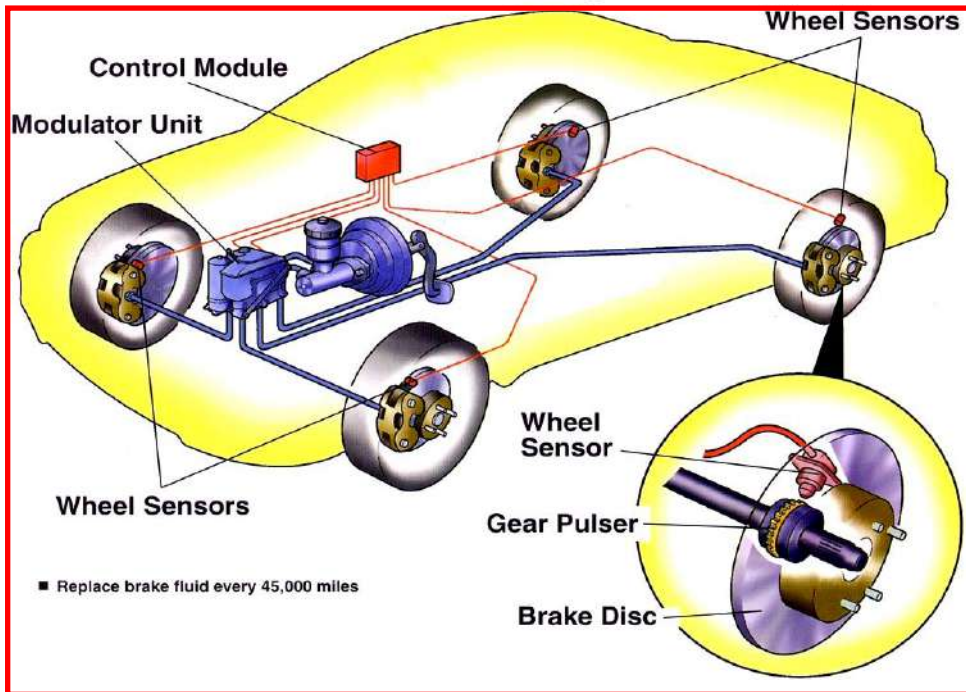 Wheel Sensors
Control Module
Modulator Unit
Wheel
Sensor
Wheel Sensors
Gear Pulser
■ Replace brake fluid every 45,000 miles
Brake Disc